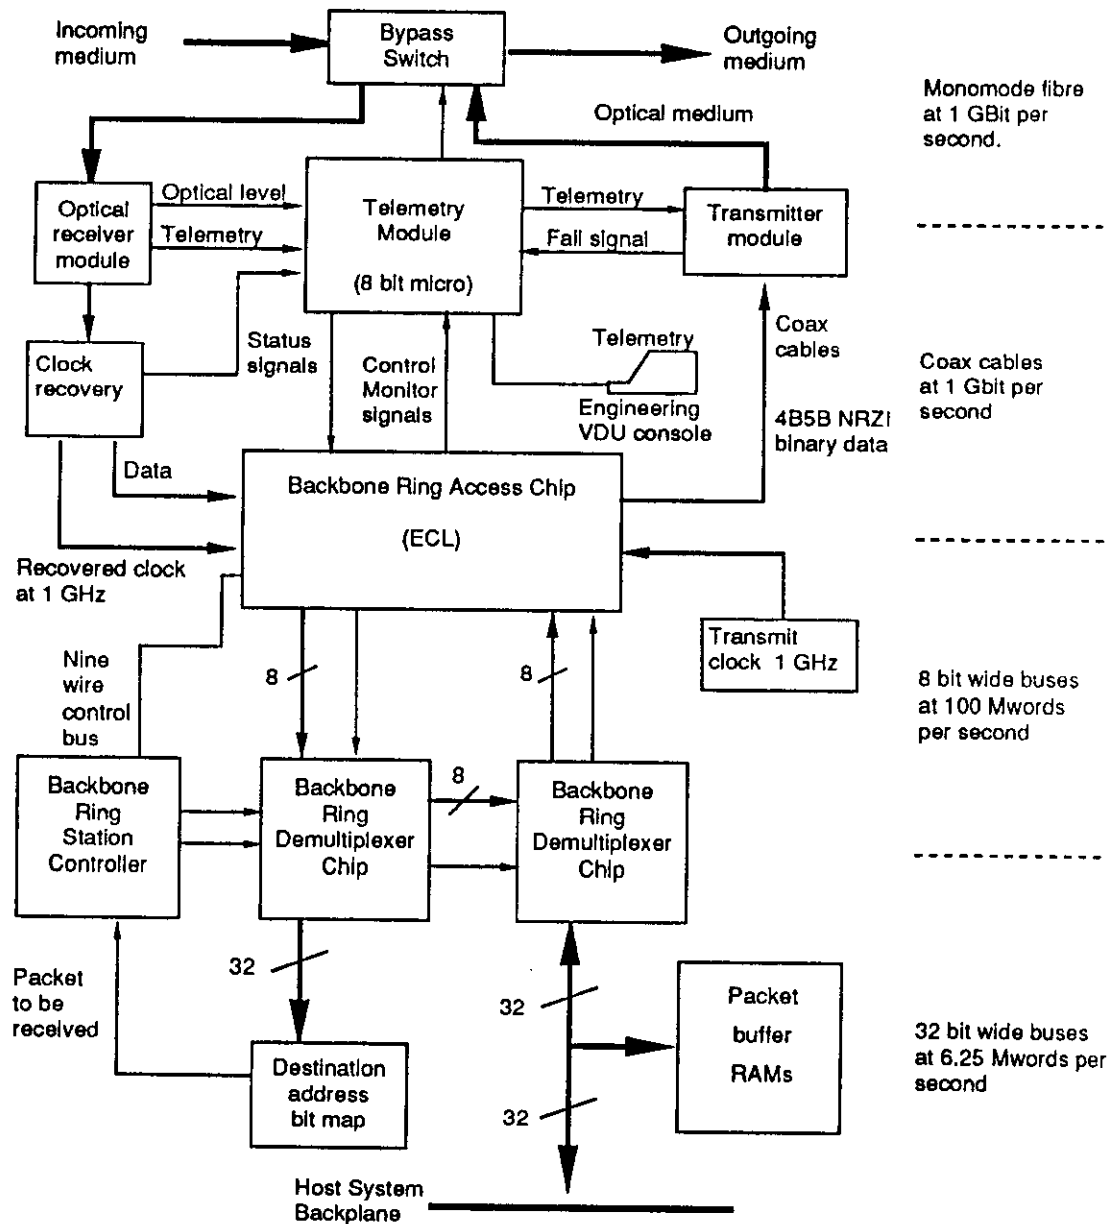 Incoming
medium
Bypass
Switch
Outgoing
medium
Monomode fibre
at 1 GBit per
second.
Optical medium
Optical
receiver
module
Optical level
Telemetry
Telemetry
Module
(8 bit micro)
Telemetry
Fail signal
Transmitter
module
Clock
recovery
Status
signals
Control
Monitor
signals
Telemetry
Engineering
VDU console
Coax
cables
4B5B NRZI
binary data
Coax cables
at 1 Gbit per
second
Data
Backbone Ring Access Chip
(ECL)
Recovered clock
at 1 GHz
Transmit
clock 1 GHz
Nine
wire
control
bus
8
8
8 bit wide buses
at 100 Mwords
per second
Backbone
Ring
Station
Controller
Backbone
Ring
Demultiplexer
Chip
8
Backbone
Ring
Demultiplexer
Chip
Packet
to be
received
32
32
32
Packet
buffer
RAMs
32 bit wide buses
at 6.25 Mwords per
second
Destination
address
bit map
Host System
Backplane